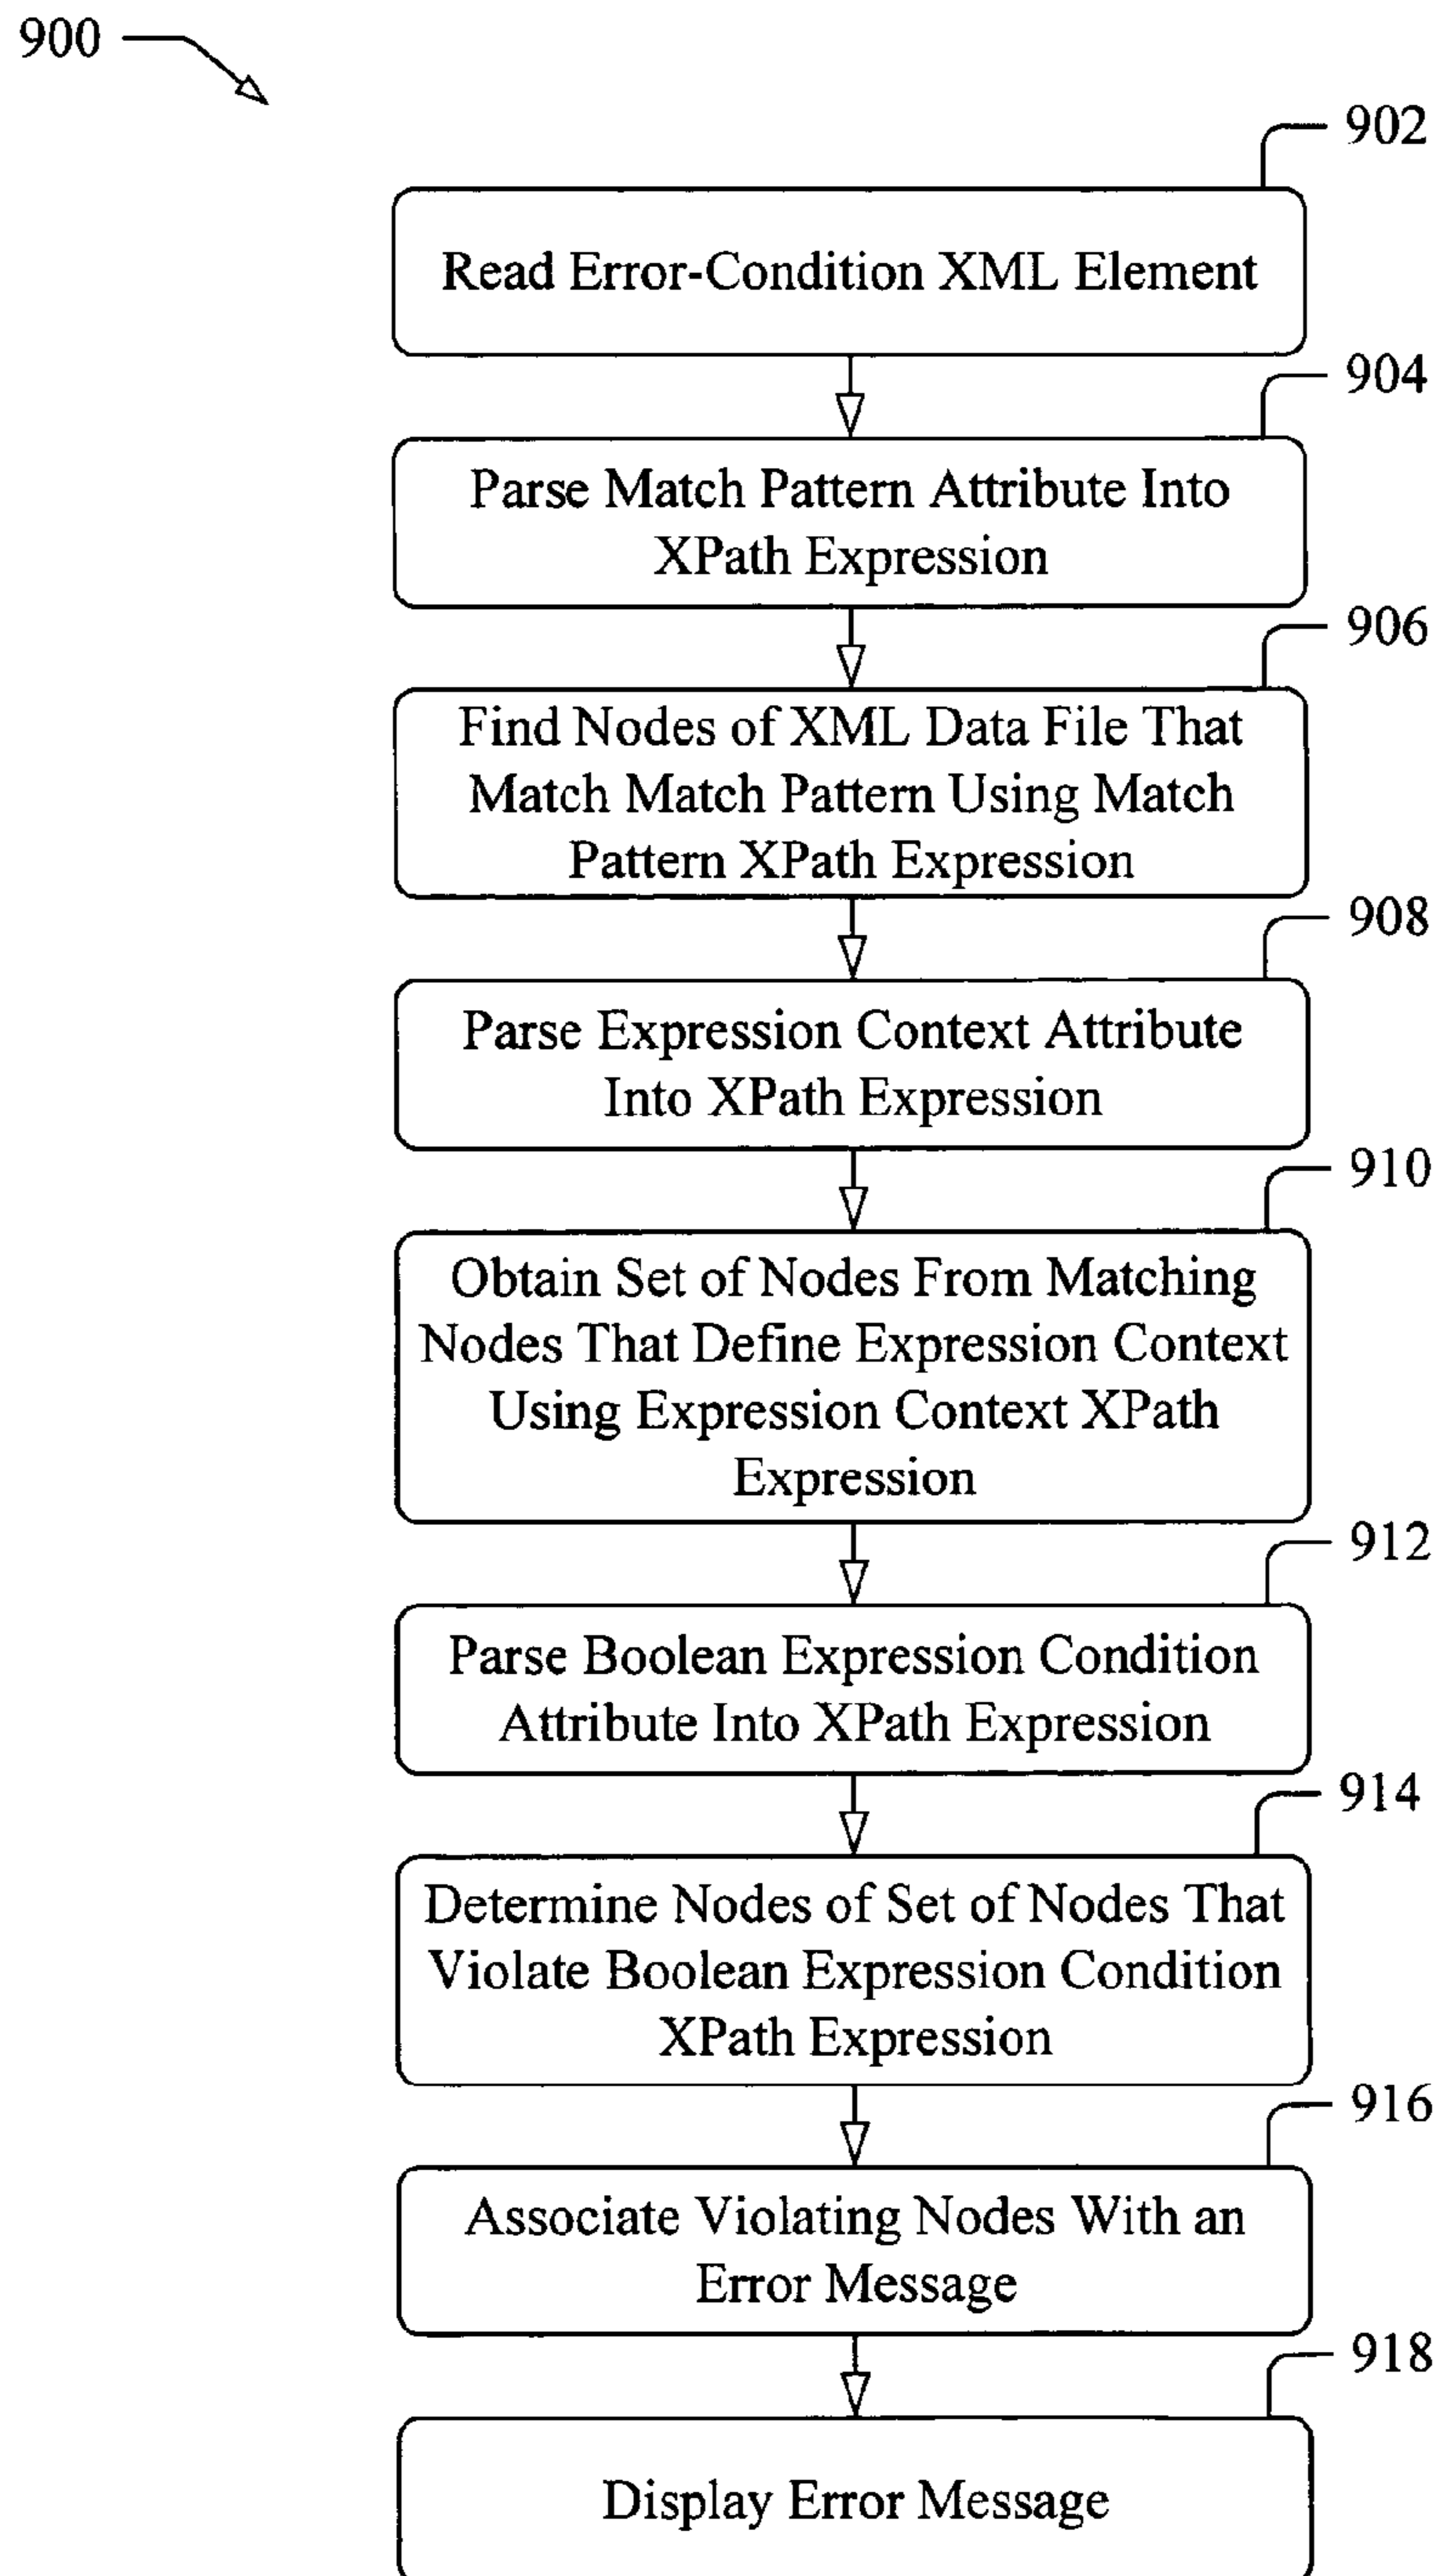 900
902
Read Error-Condition XML Element
904
Parse Match Pattern Attribute Into
XPath Expression
906
Find Nodes of XML Data File That
Match Match Pattern Using Match
Pattern XPath Expression
908
Parse Expression Context Attribute
Into XPath Expression
910
Obtain Set of Nodes From Matching
Nodes That Define Expression Context
Using Expression Context XPath
Expression
912
Parse Boolean Expression Condition
Attribute Into XPath Expression
914
Determine Nodes of Set of Nodes That
Violate Boolean Expression Condition
XPath Expression
916
Associate Violating Nodes With an
Error Message
918
Display Error Message